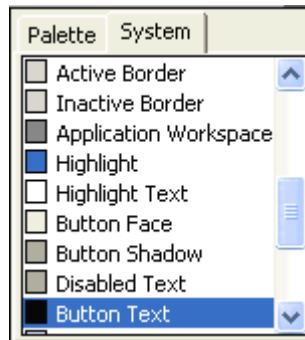 Palette System
Active Border
Inactive Border
Application Workspace
Highlight
Highlight Text
Button Face
Button Shadow
Disabled Text
Button Text